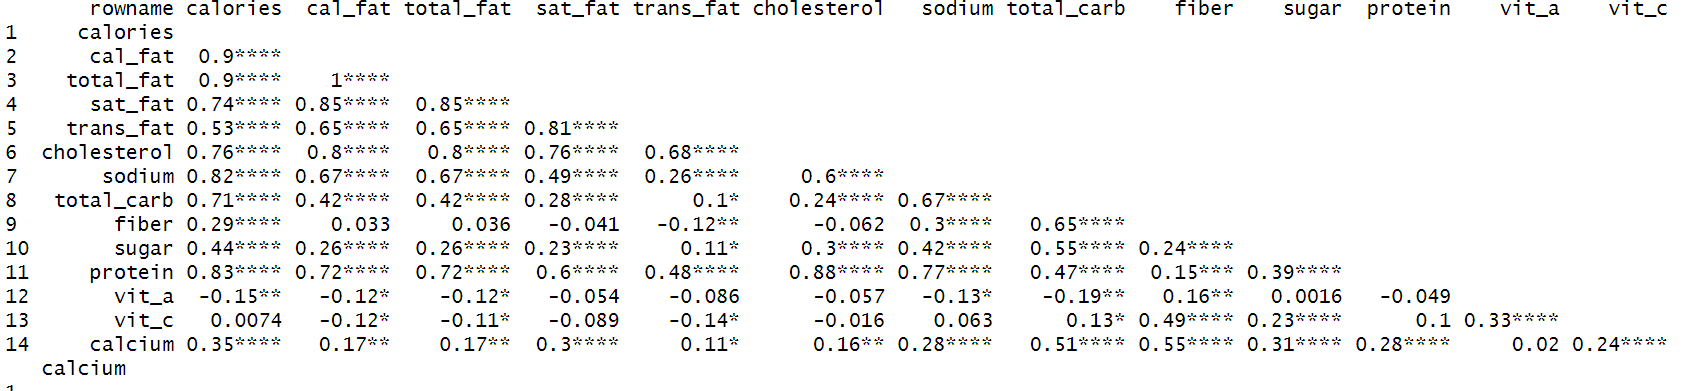 rowname calories cal_fat total_fat sat_fat trans_fat cholesterol sodium total_carb fiber sugar protein vit_a vit_c
1 calories
2 cal_fat 0.9****
3 total_fat 0.9**** 1****
4 sat_fat 0.74**** 0.85**** 0.85****
5 trans_fat 0.53**** 0.65**** 0.65**** 0.81****
6 cholesterol 0.76**** 0.8**** 0.8**** 0.76**** 0.68****
7 sodium 0.82**** 0.67**** 0.67**** 0.49**** 0.26**** 0.6****
8 total_carb 0.71**** 0.42**** 0.42**** 0.28**** 0.1* 0.24**** 0.67****
9 fiber 0.29**** 0.033 0.036 -0.041 -0.12** -0.062 0.3**** 0.65****
10 sugar 0.44**** 0.26**** 0.26**** 0.23**** 0.11* 0.3**** 0.42**** 0.55**** 0.24****
11 protein 0.83**** 0.72**** 0.72**** 0.6**** 0.48**** 0.88**** 0.77**** 0.47**** 0.15*** 0.39****
12 vit_a -0.15** -0.12* -0.12* -0.054 -0.086 -0.057 -0.13* -0.19** 0.16** 0.0016 -0.049
13 vit_c 0.0074 -0.12* -0.11* -0.089 -0.14* -0.016 0.063 0.13* 0.49**** 0.23**** 0.1 0.33****
14 calcium 0.35**** 0.17** 0.17** 0.3**** 0.11* 0.16** 0.28**** 0.51**** 0.55**** 0.31**** 0.28**** 0.02 0.24****
calcium